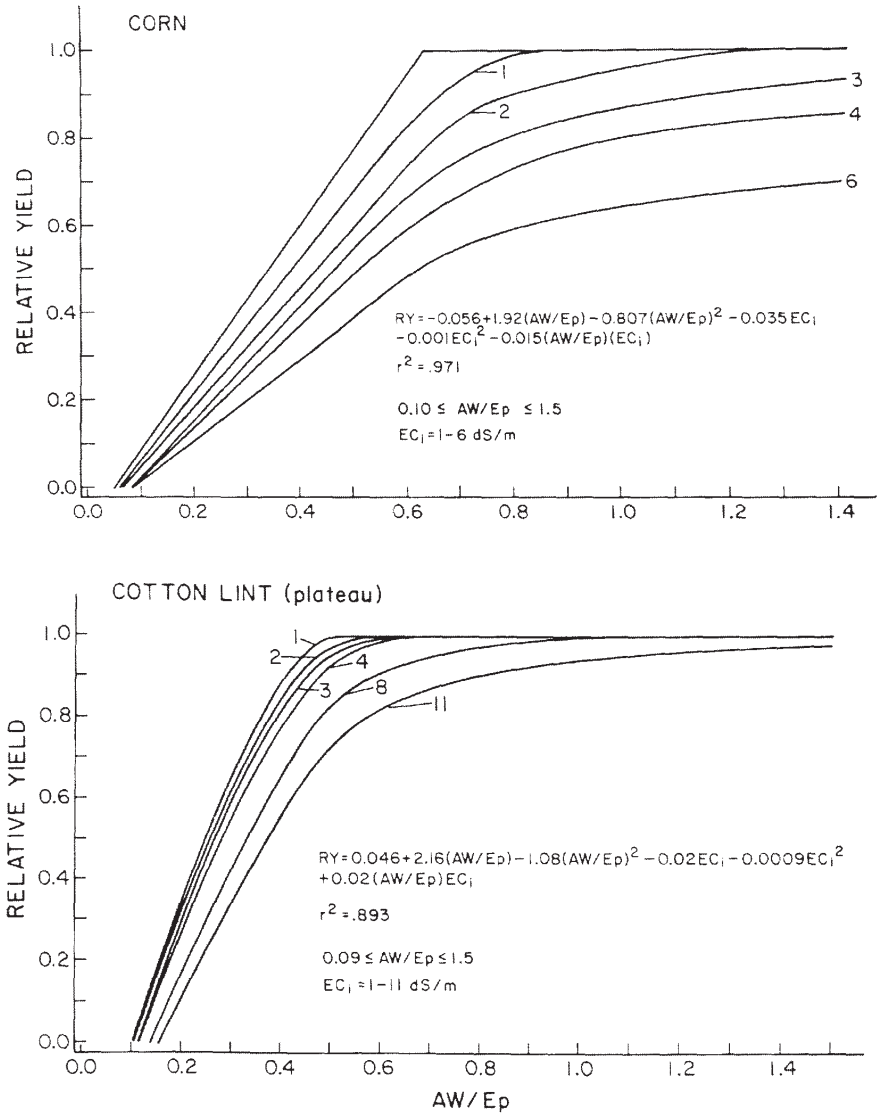 CORN
1.0
0.8
0.6
0.4
0.2
0.0
RELATIVE YIELD
1
2
3
4
6
RY=-0.056+1.92(AW/Ep)-0.807(AW/Ep)² -0.035ECi
-0.001ECi² -0.015(AW/Ep)(ECi)
r² = .971
0.10 ≤ AW/Ep ≤ 1.5
ECi = 1-6 dS/m
0.0 0.2 0.4 0.6 0.8 1.0 1.2 1.4
COTTON LINT (plateau)
1.0
0.8
0.6
0.4
0.2
0.0
RELATIVE YIELD
1
2
3
4
8
11
RY=0.046+2.16(AW/Ep)-1.08(AW/Ep)² -0.02ECi -0.0009ECi²
+0.02(AW/Ep)ECi
r² = .893
0.09 ≤ AW/Ep ≤ 1.5
ECi = 1-11 dS/m
0.2 0.4 0.6 0.8 1.0 1.2 1.4
AW/Ep